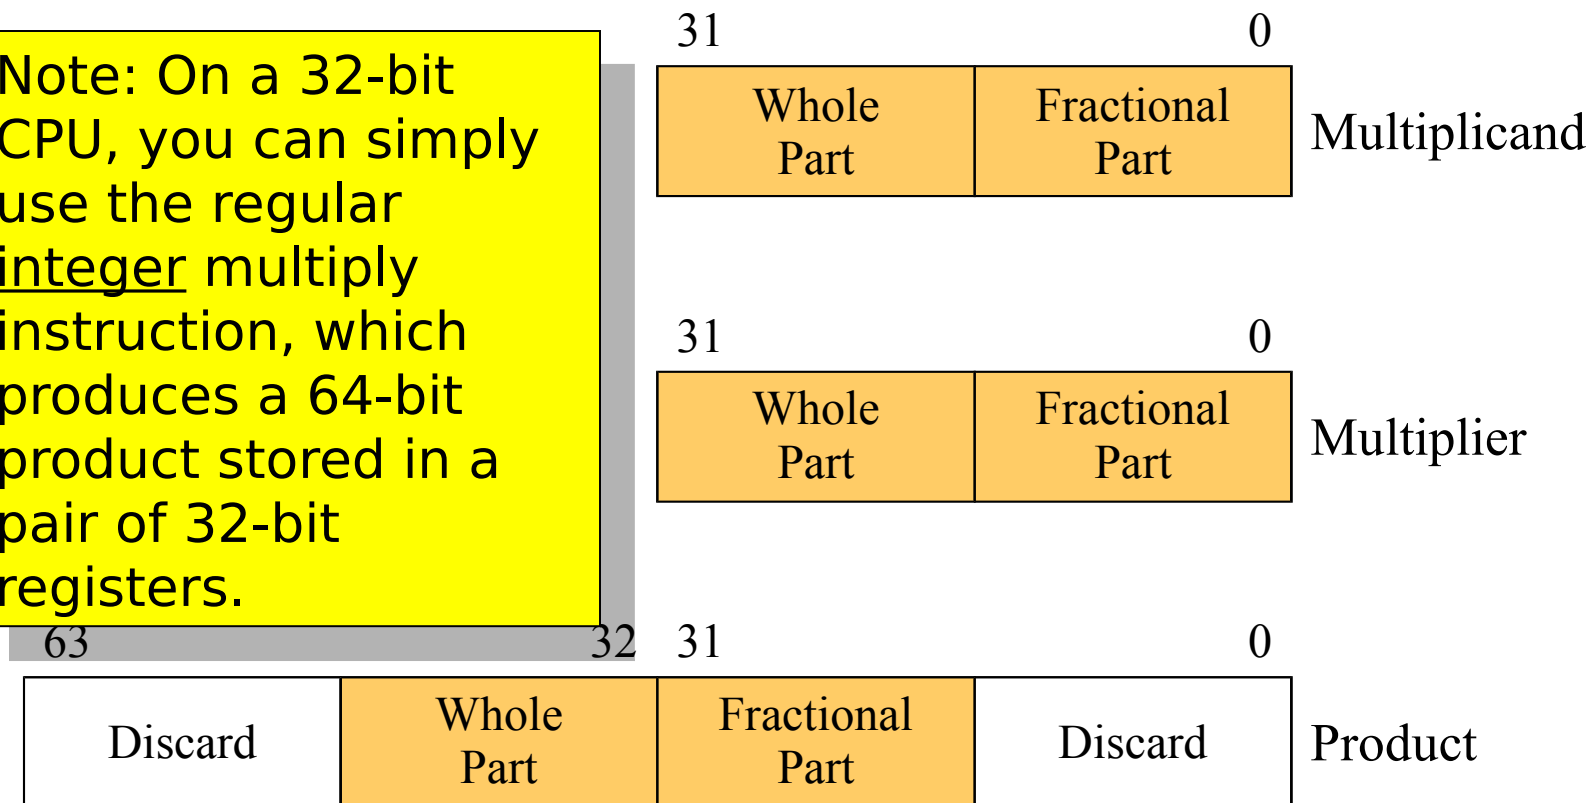 Note: On a 32-bit
CPU, you can simply
use the regular
integer multiply
instruction, which
produces a 64-bit
product stored in a
pair of 32-bit
registers.
31 0
Whole Part Fractional Part Multiplicand
31 0
Whole Part Fractional Part Multiplier
63 32 31 0
Discard Whole Part Fractional Part Discard Product